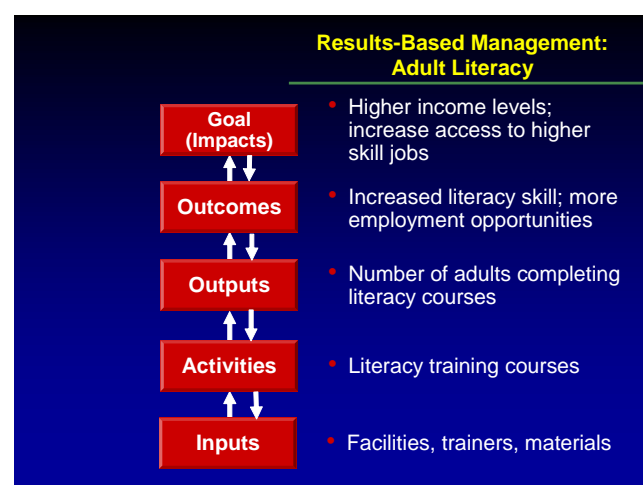 Results-Based Management:
Adult Literacy
Goal
(Impacts)
• Higher income levels;
increase access to higher
skill jobs
Outcomes
• Increased literacy skill; more
employment opportunities
Outputs
• Number of adults completing
literacy courses
Activities
• Literacy training courses
Inputs
• Facilities, trainers, materials